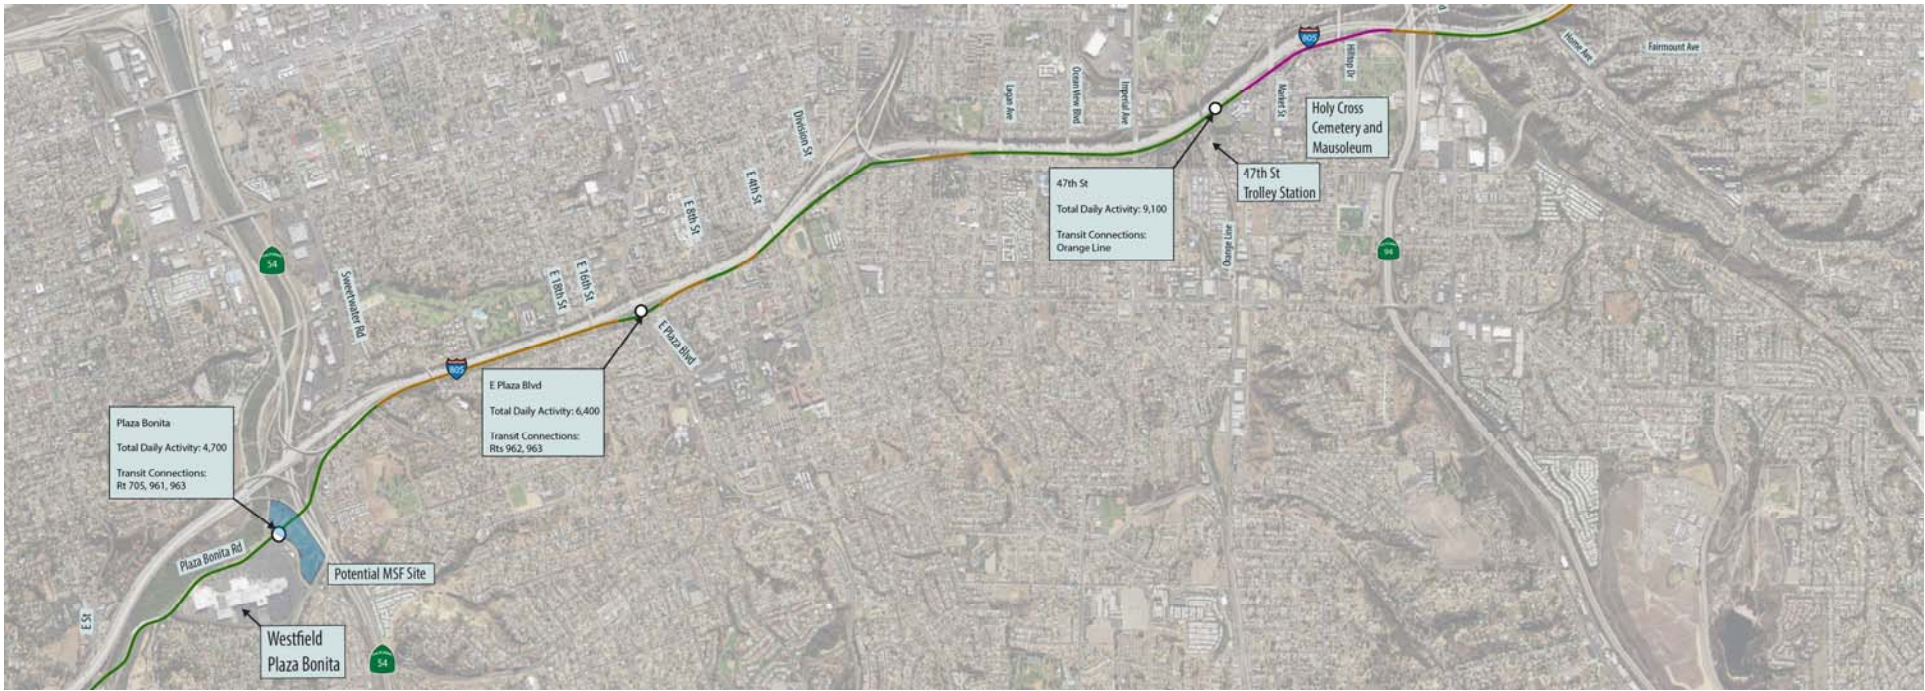 805
Home Ave
Fairmount Ave
Hilltop Dr
Market St
Imperial Ave
Ocean View Blvd
Logan Ave
Division St
E 4th St
E 8th St
E 16th St
E 18th St
Holy Cross
Cemetery and
Mausoleum
47th St
Trolley Station
47th St
Total Daily Activity: 9,100
Transit Connections:
Orange Line
Orange Line
94
54
Sweetwater Rd
E Plaza Blvd
805
E Plaza Blvd
Total Daily Activity: 6,400
Transit Connections:
Rts 962, 963
Plaza Bonita
Total Daily Activity: 4,700
Transit Connections:
Rt 705, 961, 963
Plaza Bonita Rd
Potential MSF Site
E St
Westfield
Plaza Bonita
54